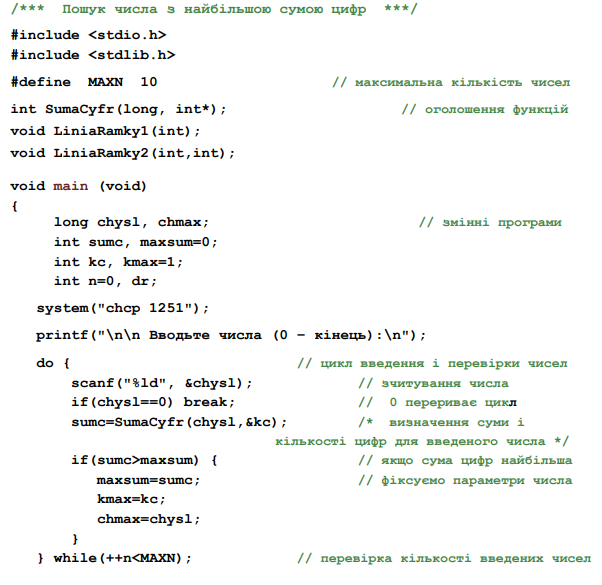 /***  Пошук числа з найбільшою сумою цифр  ***/
#include <stdio.h>
#include <stdlib.h>
#define  MAXN  10 // максимальна кількість чисел
int SumaCyfr(long, int*); // оголошення функцій
void LiniaRamky1(int);
void LiniaRamky2(int,int);
void main (void)
{
long chysl, chmax; // змінні програми
int sumc, maxsum=0;
int kc, kmax=1;
int n=0, dr;
system("chcp 1251");
printf("\n\n Вводьте числа (0 – кінець):\n");
do { // цикл введення і перевірки чисел
scanf("%ld", &chysl); // зчитування числа
if(chysl==0) break; //  0 перериває цикл
sumc=SumaCyfr(chysl,&kc); /*  визначення суми і
кількості цифр для введеного числа */
if(sumc>maxsum) { // якщо сума цифр найбільша
maxsum=sumc; // фіксуємо параметри числа
kmax=kc;
chmax=chysl;
}
} while(++n<MAXN); // перевірка кількості введених чисел